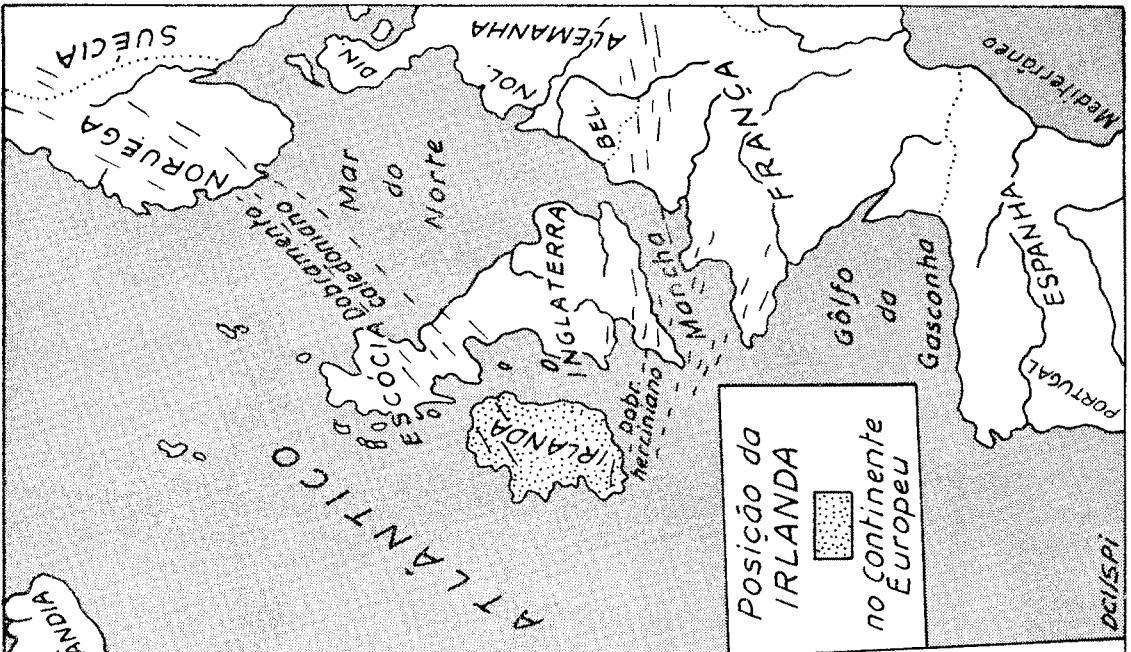 SUÉCIA
NORUEGA
DIN.
ALEMANHA
NOL.
BEL.
FRANÇA
Mediterrâneo
Mar
do
Norte
Dobramento
caledoniano
ESCÓCIA
INGLATERRA
IRLANDA
Mancha
Dobr.
herciniano
Gôlfo
da
Gasconha
ESPANHA
PORTUGAL
ATLÂNTICO
ANDIA
Posição da
IRLANDA
no Continente
Europeu
DCI/SPI